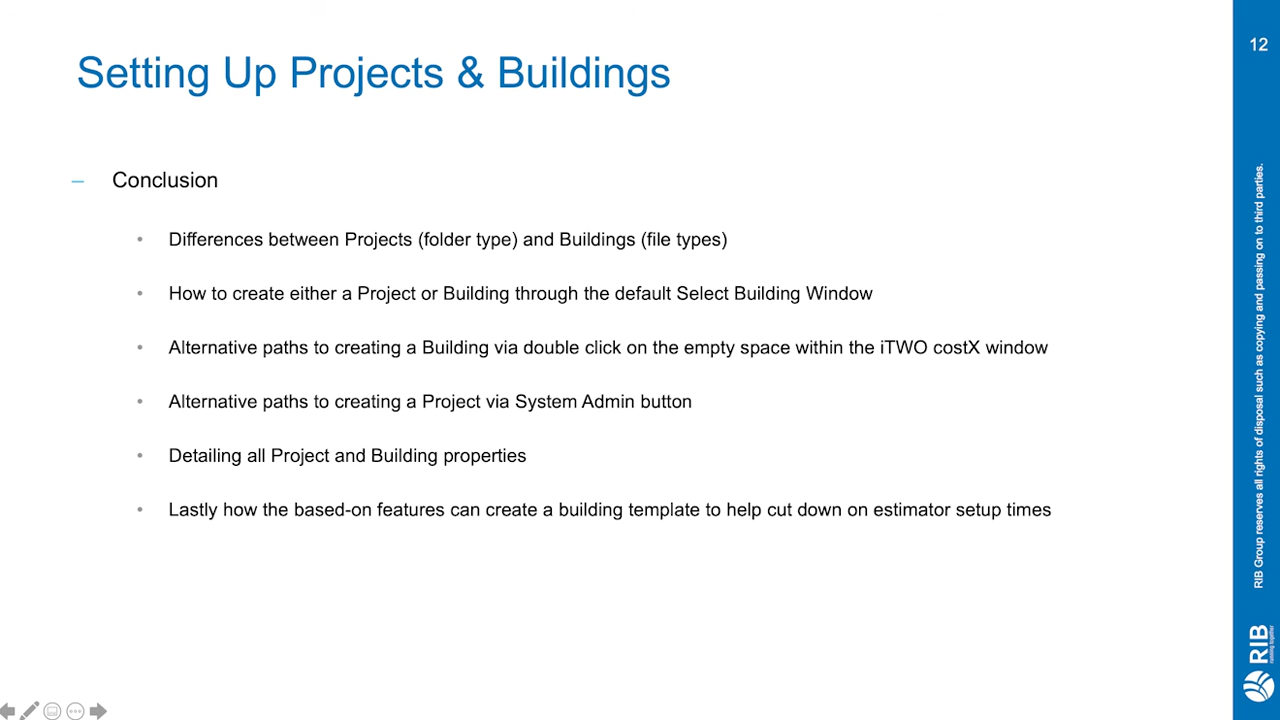 Setting Up Projects & Buildings
12
– Conclusion
• Differences between Projects (folder type) and Buildings (file types)
• How to create either a Project or Building through the default Select Building Window
• Alternative paths to creating a Building via double click on the empty space within the iTWO costX window
• Alternative paths to creating a Project via System Admin button
• Detailing all Project and Building properties
• Lastly how the based-on features can create a building template to help cut down on estimator setup times
RIB Group reserves all rights of disposal such as copying and passing on to third parties.
RIB
running together